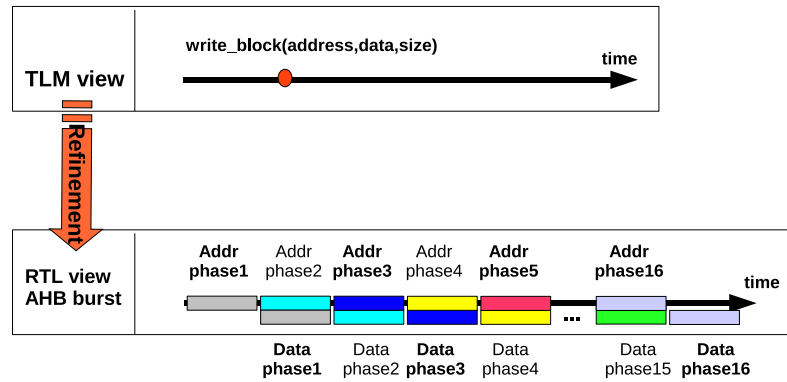 write_block(address,data,size)
time
TLM view
Refinement
RTL view
AHB burst
Addr
phase1
Addr
phase2
Addr
phase3
Addr
phase4
Addr
phase5
Addr
phase16
time
...
Data
phase1
Data
phase2
Data
phase3
Data
phase4
Data
phase15
Data
phase16